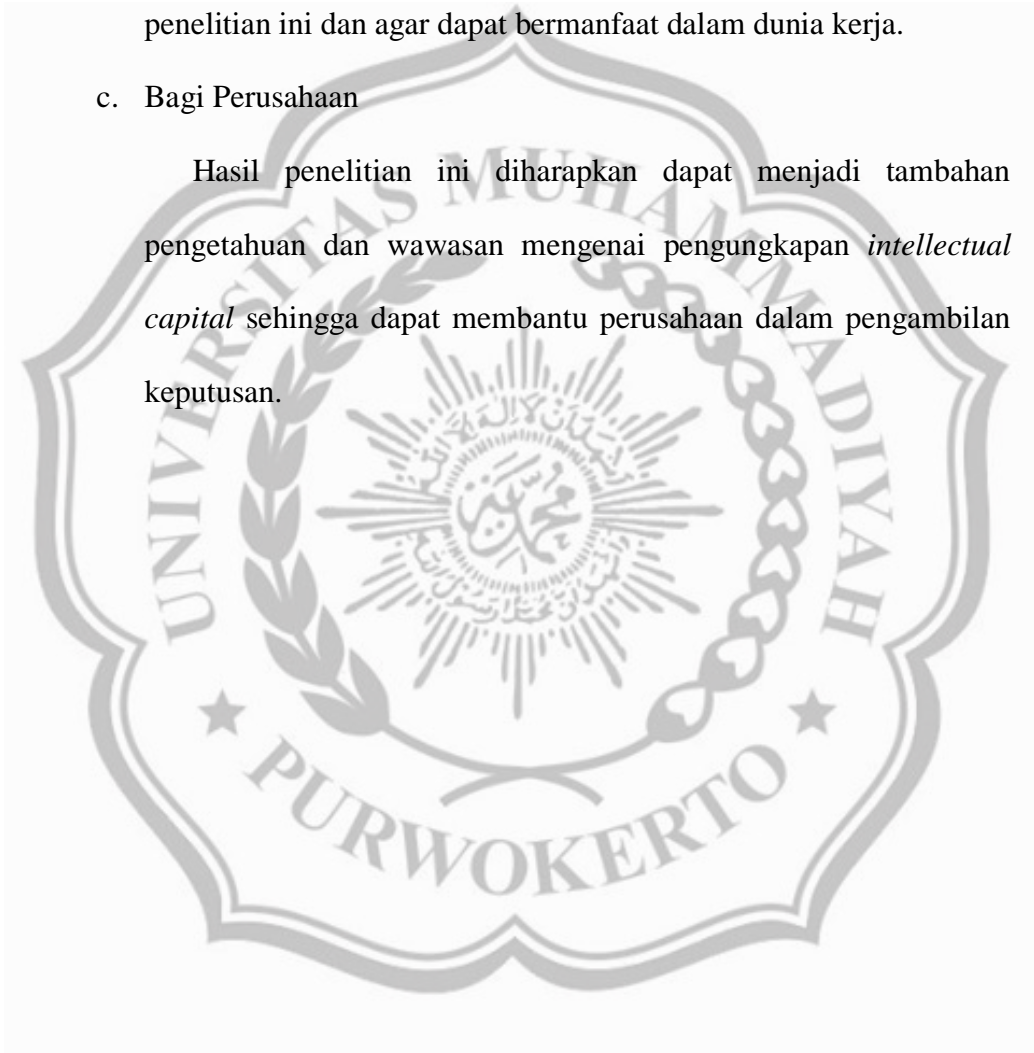 penelitian ini dan agar dapat bermanfaat dalam dunia kerja.
c. Bagi Perusahaan
Hasil penelitian ini diharapkan dapat menjadi tambahan
pengetahuan dan wawasan mengenai pengungkapan intellectual
capital sehingga dapat membantu perusahaan dalam pengambilan
keputusan.
UNIVERSITAS MUHAMMADIYAH
PURWOKERTO